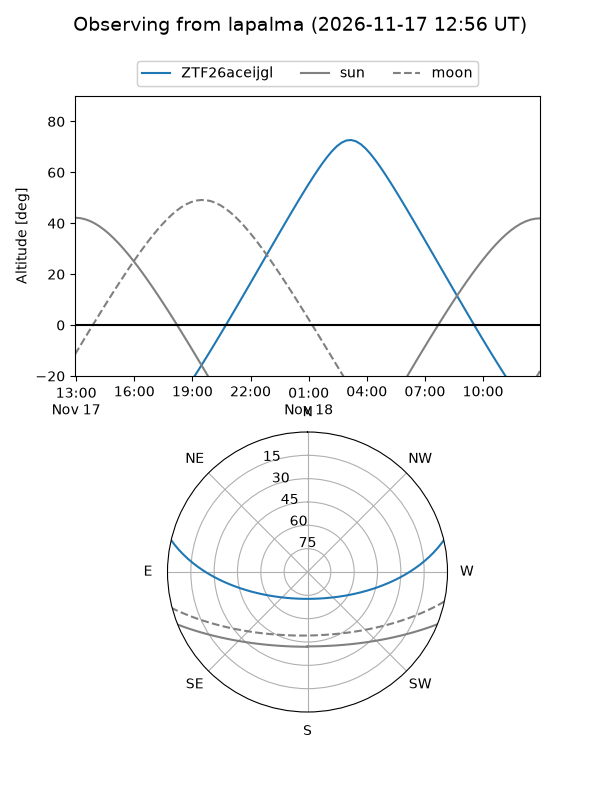 Observing from lapalma (2026-11-17 12:56 UT)
ZTF26aceijgl sun moon
Altitude [deg]
80
60
40
20
0
−20
13:00 16:00 19:00 22:00 01:00 04:00 07:00 10:00
Nov 17 Nov 18
N
NE NW
15
30
45
60
75
E W
SE SW
S